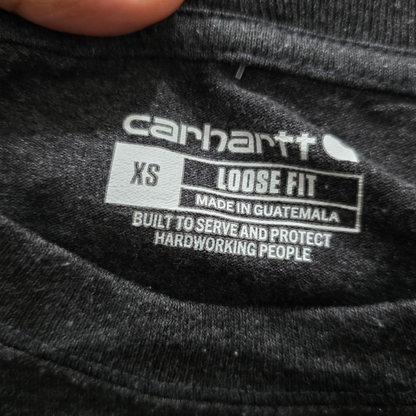 carhartt
XS
LOOSE FIT
MADE IN GUATEMALA
BUILT TO SERVE AND PROTECT
HARDWORKING PEOPLE